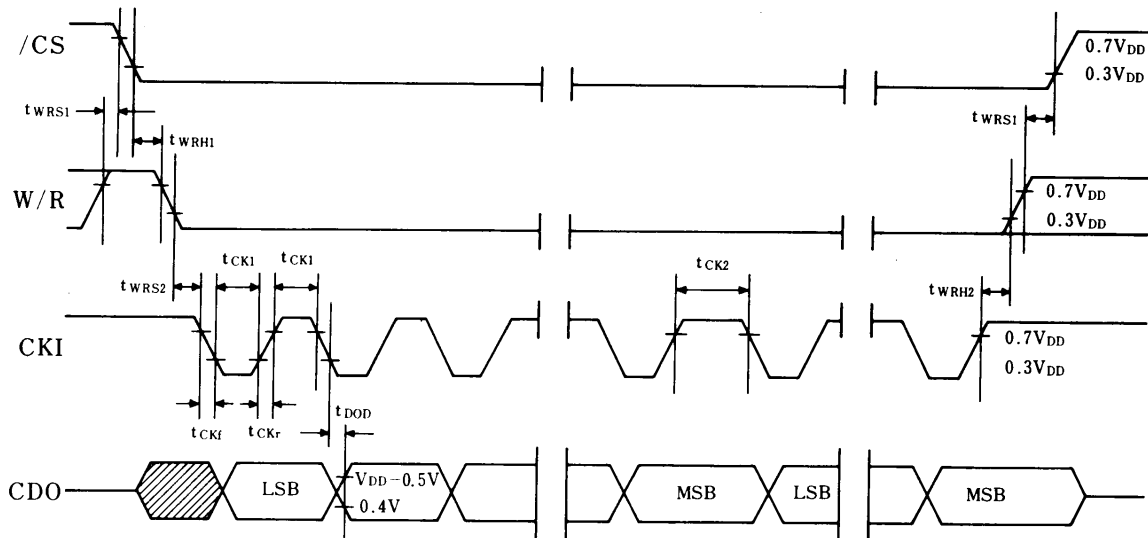 /CS
0.7VDD
0.3VDD
tWRS1
tWRS1
tWRH1
W/R
0.7VDD
0.3VDD
tCK1
tCK1
tCK2
tWRS2
tWRH2
CKI
0.7VDD
0.3VDD
tCKf
tCKr
tDOD
CDO
LSB
VDD−0.5V
0.4V
MSB
LSB
MSB